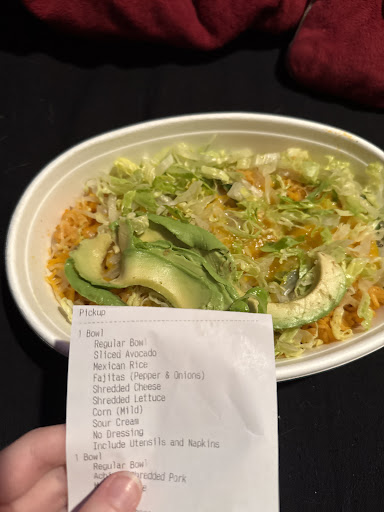 Pickup
1 Bowl
Regular Bowl
Sliced Avocado
Mexican Rice
Fajitas (Pepper & Onions)
Shredded Cheese
Shredded Lettuce
Corn (Mild)
Sour Cream
No Dressing
Include Utensils and Napkins
1 Bowl
Regular Bowl
Pork